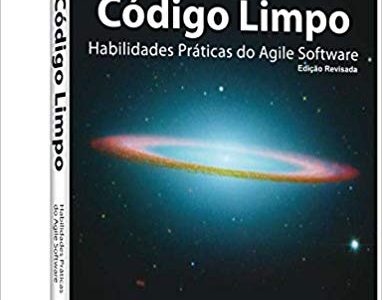 Código Limpo
Habilidades Práticas do Agile Software
Edição Revisada
Código Limpo
Habilidades Práticas
do Agile Software